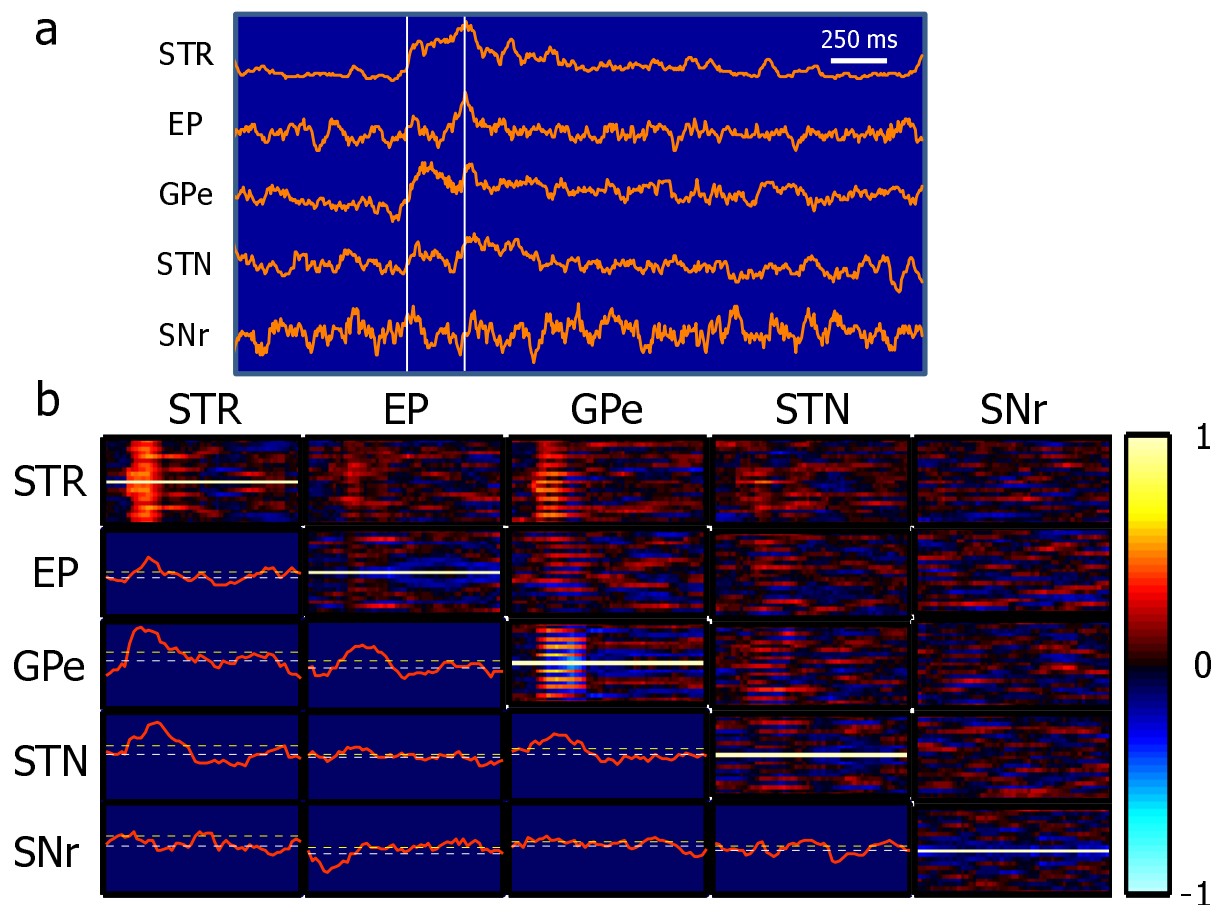 a
STR
250 ms
EP
GPe
STN
SNr
b
STR EP GPe STN SNr
1
STR
EP
0
GPe
STN
SNr
-1